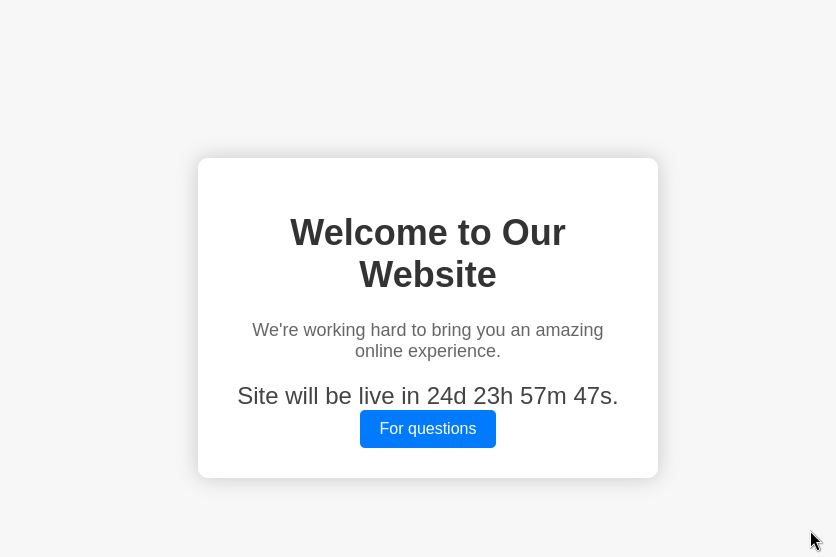 Welcome to Our
Website
We're working hard to bring you an amazing
online experience.
Site will be live in 24d 23h 57m 47s.
For questions